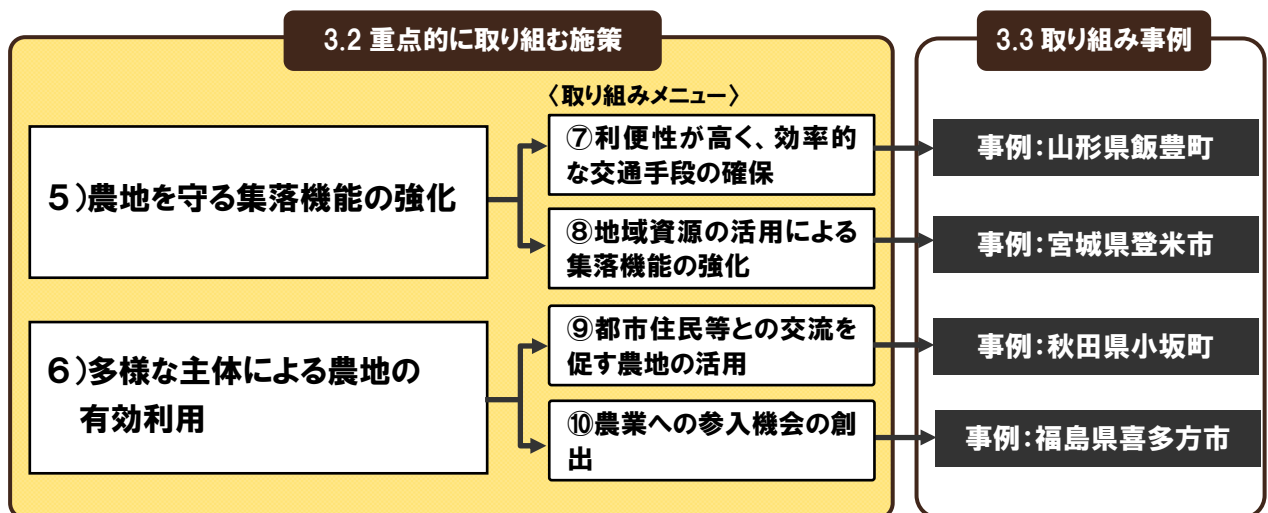 3.2 重点的に取り組む施策
3.3 取り組み事例
〈取り組みメニュー〉
5)農地を守る集落機能の強化
⑦利便性が高く、効率的
な交通手段の確保
事例:山形県飯豊町
⑧地域資源の活用による
集落機能の強化
事例:宮城県登米市
6)多様な主体による農地の
有効利用
⑨都市住民等との交流を
促す農地の活用
事例:秋田県小坂町
⑩農業への参入機会の創
出
事例:福島県喜多方市